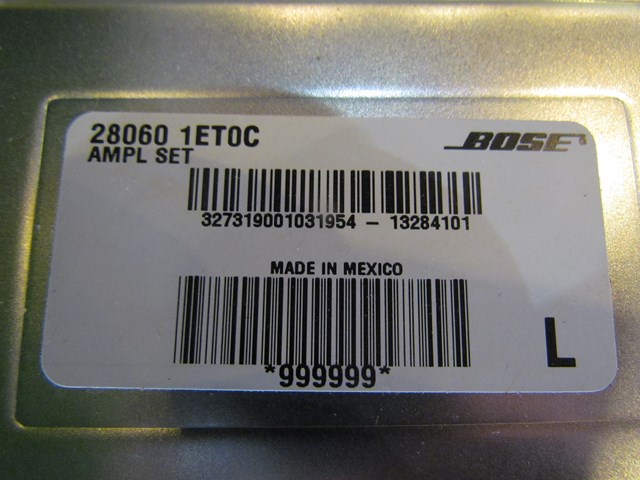 28060 1ET0C
AMPL SET
BOSE
327319001031954 - 13284101
MADE IN MEXICO
*999999*
L